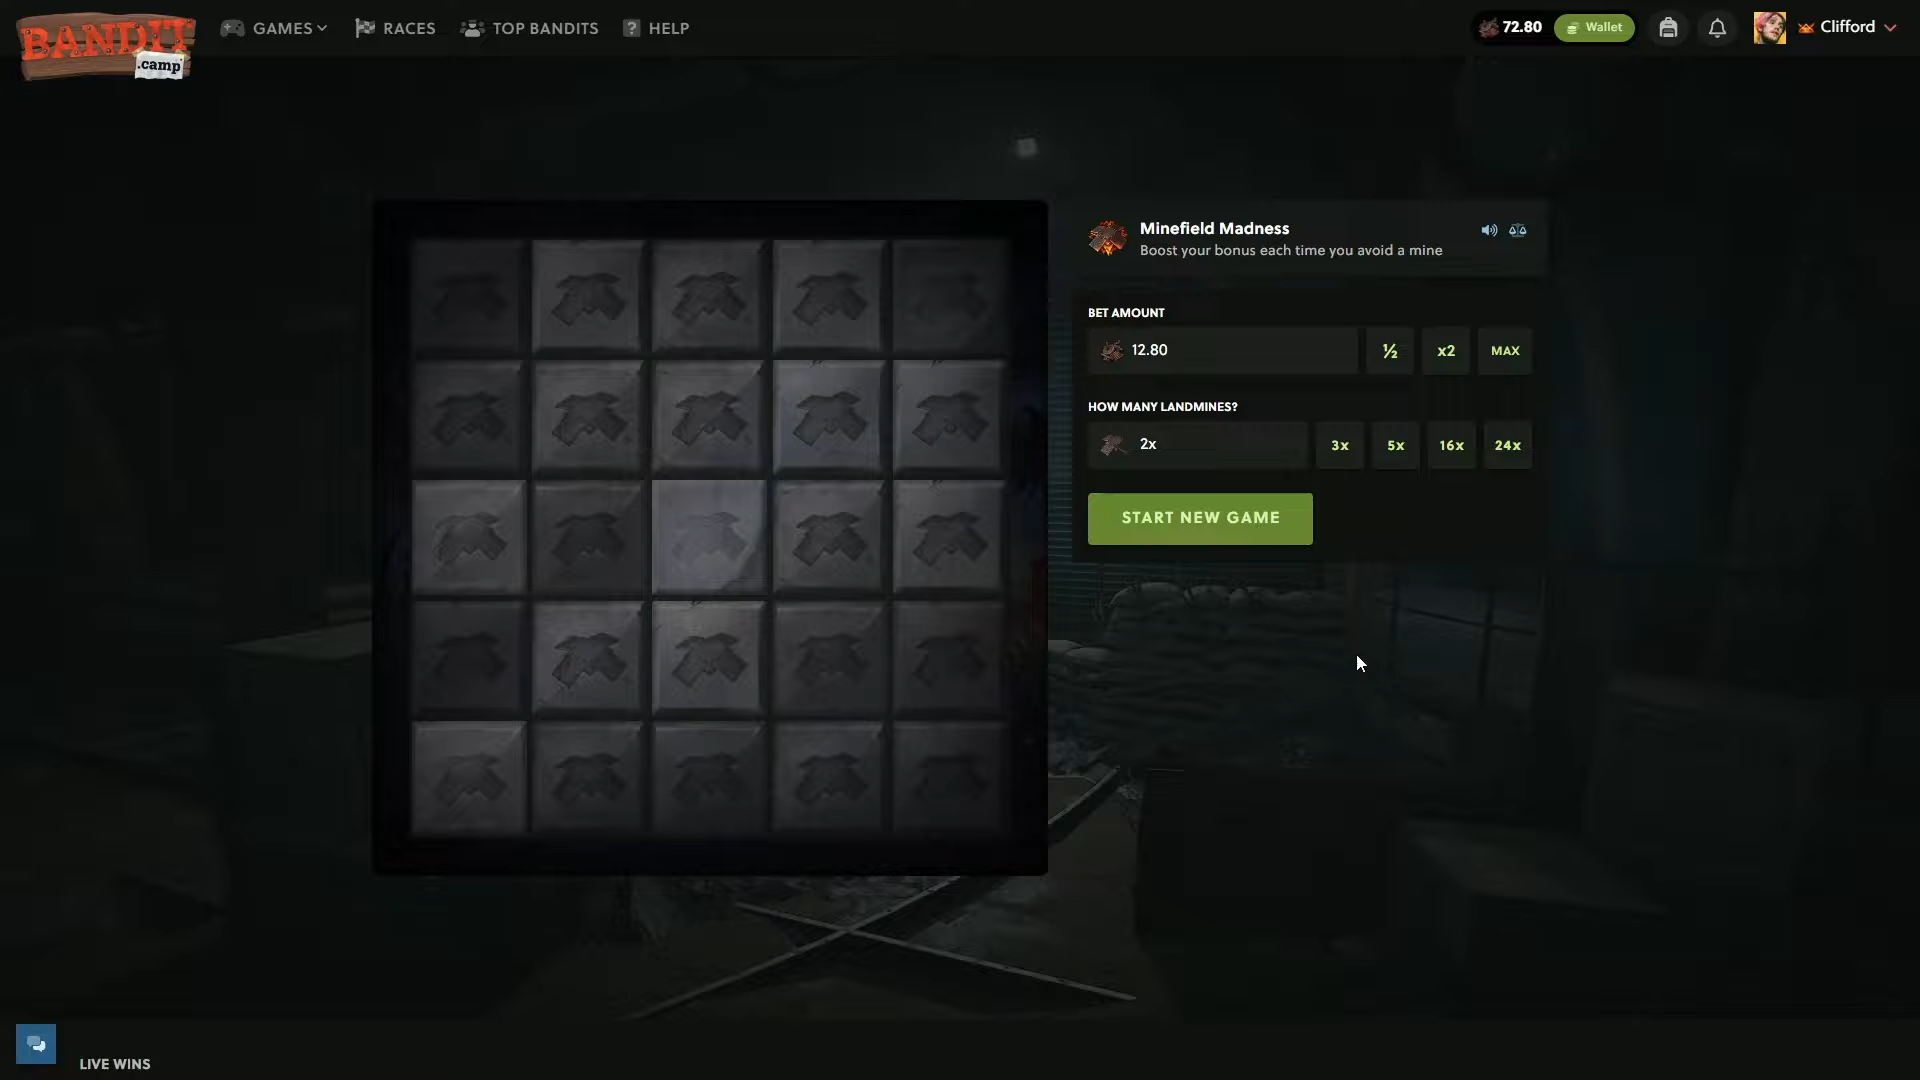 BANDIT
.camp
GAMES
RACES
TOP BANDITS
? HELP
72.80
Wallet
Clifford
Minefield Madness
Boost your bonus each time you avoid a mine
BET AMOUNT
12.80
½
x2
MAX
HOW MANY LANDMINES?
2x
3x
5x
16x
24x
START NEW GAME
LIVE WINS